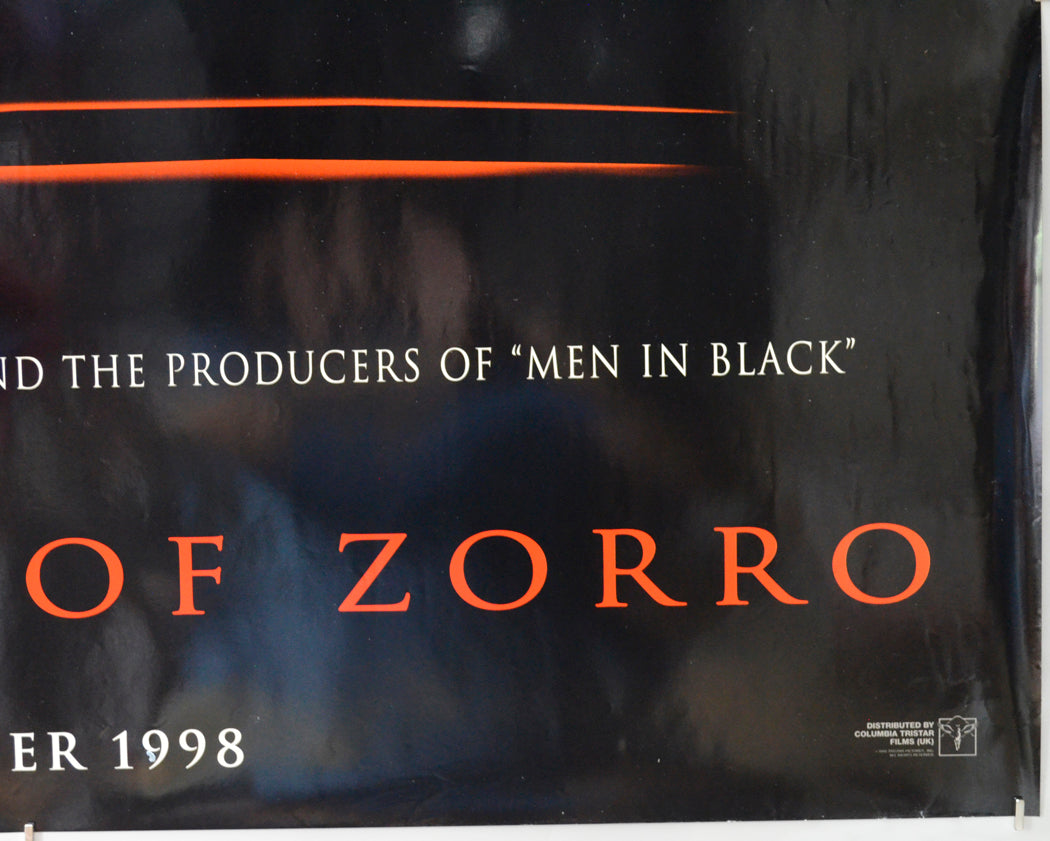 ND THE PRODUCERS OF “MEN IN BLACK”
O OF ZORRO
ER 1998
DISTRIBUTED BY
COLUMBIA TRISTAR
FILMS (UK)